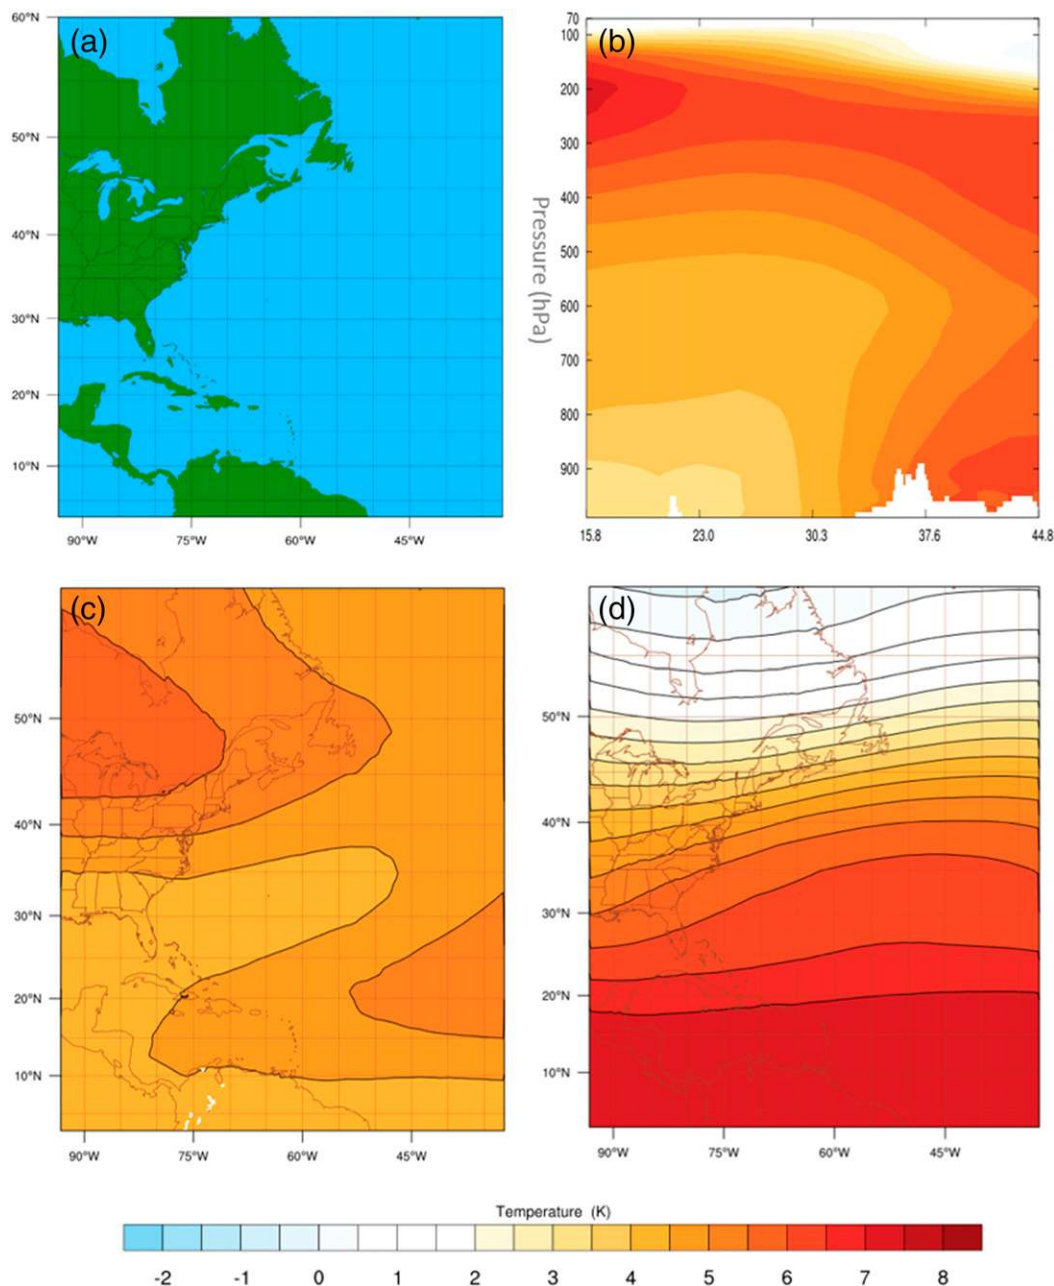 60°N
(a)
50°N
40°N
30°N
20°N
10°N
90°W 75°W 60°W 45°W
70
(b)
100
200
300
400
500
600
700
800
900
Pressure (hPa)
15.8 23.0 30.3 37.6 44.8
(c)
50°N
40°N
30°N
20°N
10°N
90°W 75°W 60°W 45°W
(d)
50°N
40°N
30°N
20°N
10°N
90°W 75°W 60°W 45°W
Temperature (K)
-2 -1 0 1 2 3 4 5 6 7 8